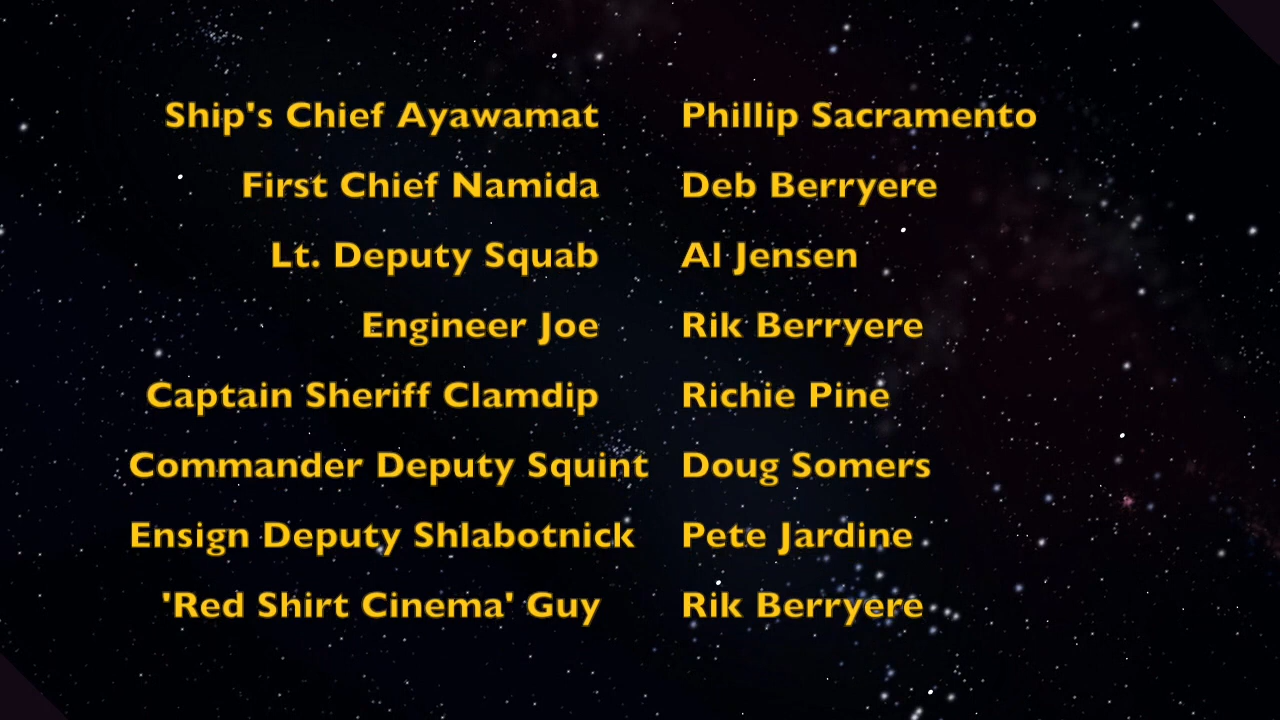 Ship's Chief Ayawamat Phillip Sacramento
First Chief Namida Deb Berryere
Lt. Deputy Squab Al Jensen
Engineer Joe Rik Berryere
Captain Sheriff Clamdip Richie Pine
Commander Deputy Squint Doug Somers
Ensign Deputy Shlabotnick Pete Jardine
'Red Shirt Cinema' Guy Rik Berryere